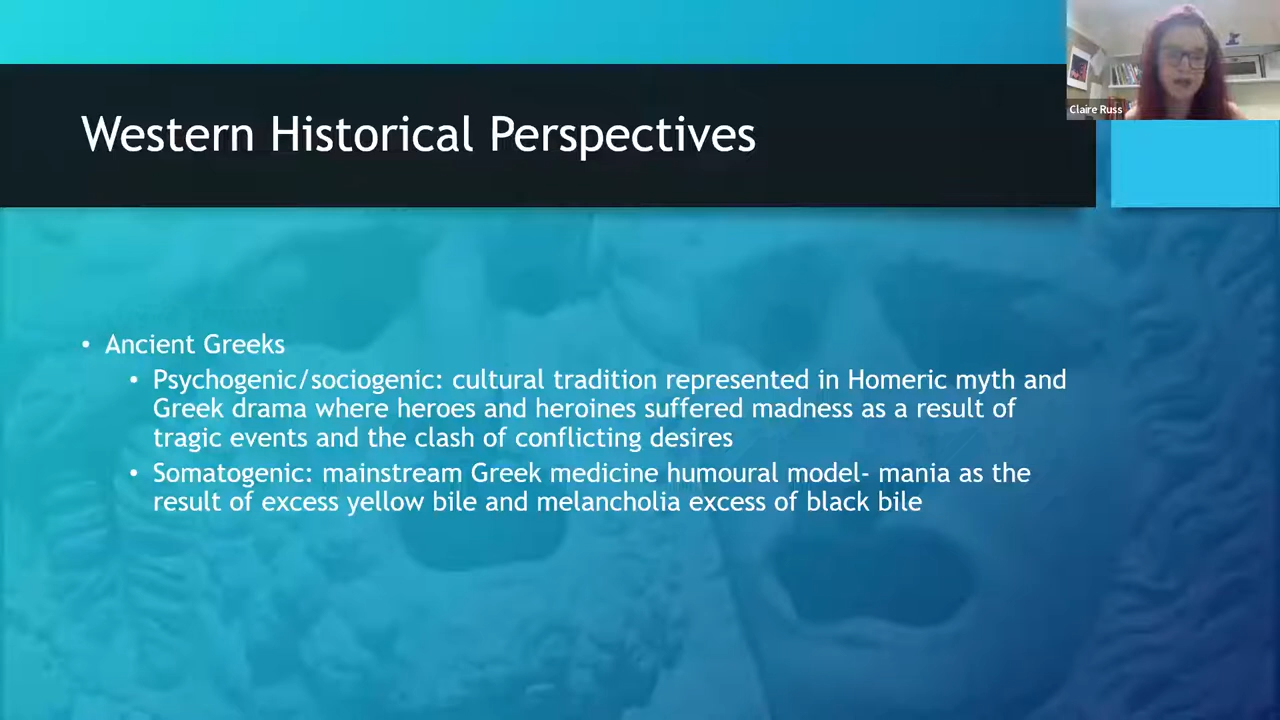 Western Historical Perspectives
Claire Russ
• Ancient Greeks
• Psychogenic/sociogenic: cultural tradition represented in Homeric myth and
Greek drama where heroes and heroines suffered madness as a result of
tragic events and the clash of conflicting desires
• Somatogenic: mainstream Greek medicine humoural model- mania as the
result of excess yellow bile and melancholia excess of black bile